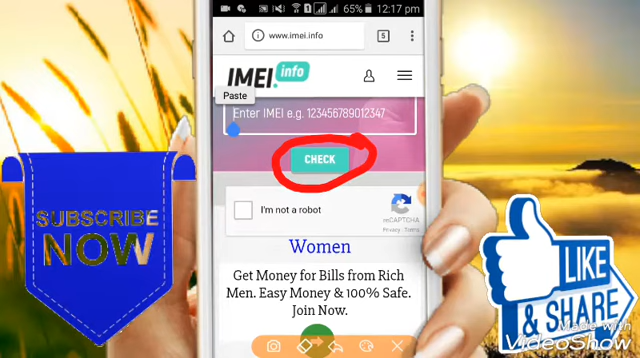 65% 12:17 pm
www.imei.info
5
IMEI.info
Paste
Enter IMEI e.g. 123456789012347
CHECK
I'm not a robot
reCAPTCHA
Privacy - Terms
Women
Get Money for Bills from Rich
Men. Easy Money & 100% Safe.
Join Now.
SUBSCRIBE
NOW
LIKE
& SHARE
Made with
VideoShow